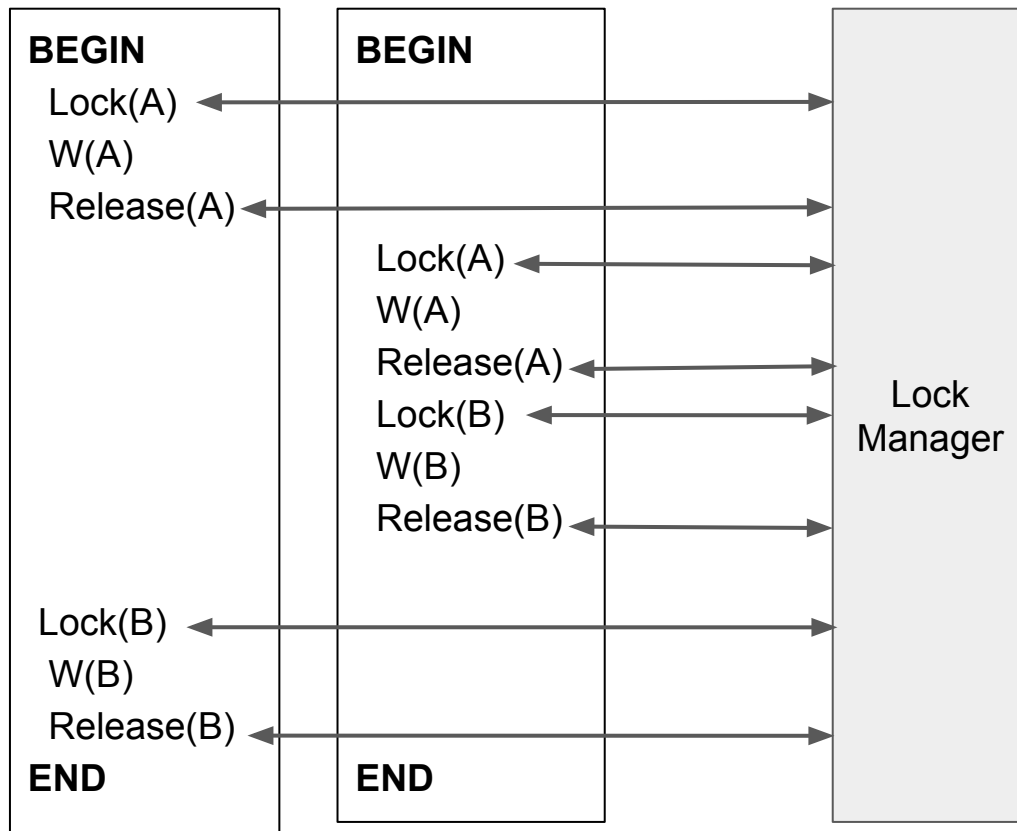 BEGIN
Lock(A)
W(A)
Release(A)
Lock(B)
W(B)
Release(B)
END
BEGIN
Lock(A)
W(A)
Release(A)
Lock(B)
W(B)
Release(B)
END
Lock
Manager